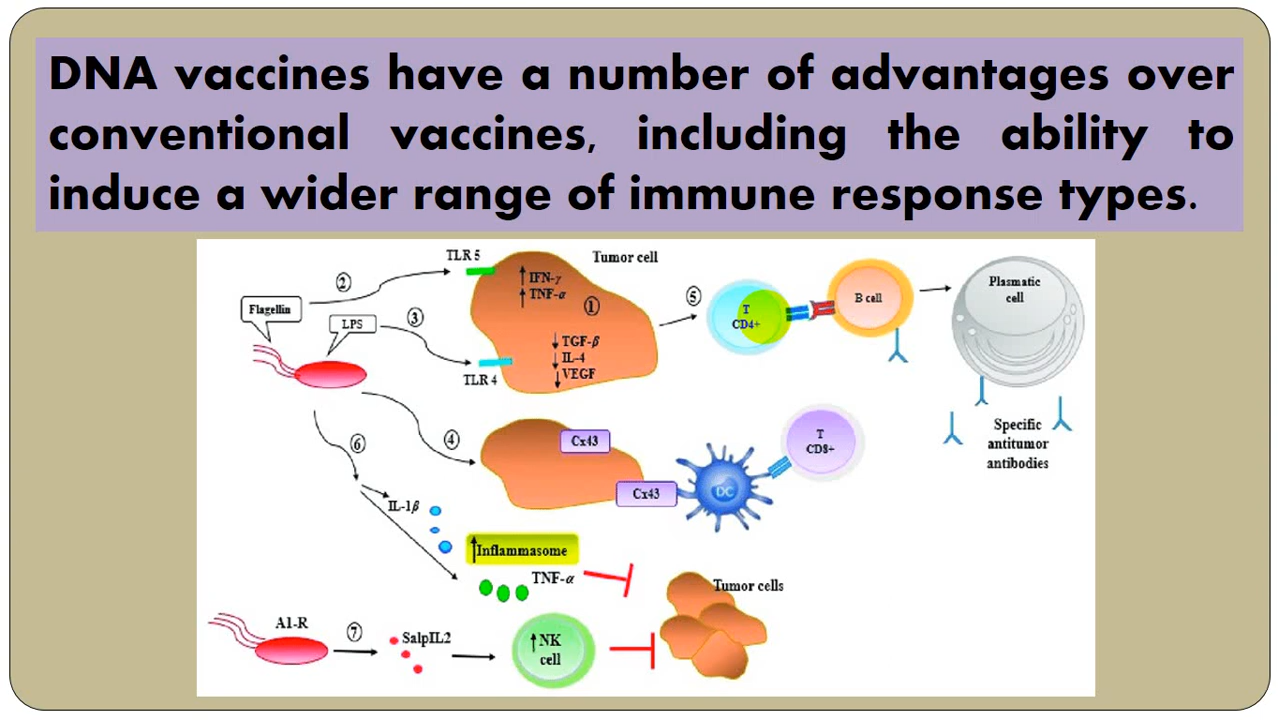 DNA vaccines have a number of advantages over
conventional vaccines, including the ability to
induce a wider range of immune response types.
TLR 5
Tumor cell
②
↑ IFN-γ
↑ TNF-α
①
Flagellin
LPS
③
↓ TGF-β
↓ IL-4
↓ VEGF
TLR 4
⑤
T
CD4+
B cell
Plasmatic
cell
Specific
antitumor
antibodies
④
⑥
Cx43
Cx43
DC
T
CD8+
IL-1β
↑Inflammasome
TNF-α
Tumor cells
A1-R
⑦
SalpIL2
↑NK
cell